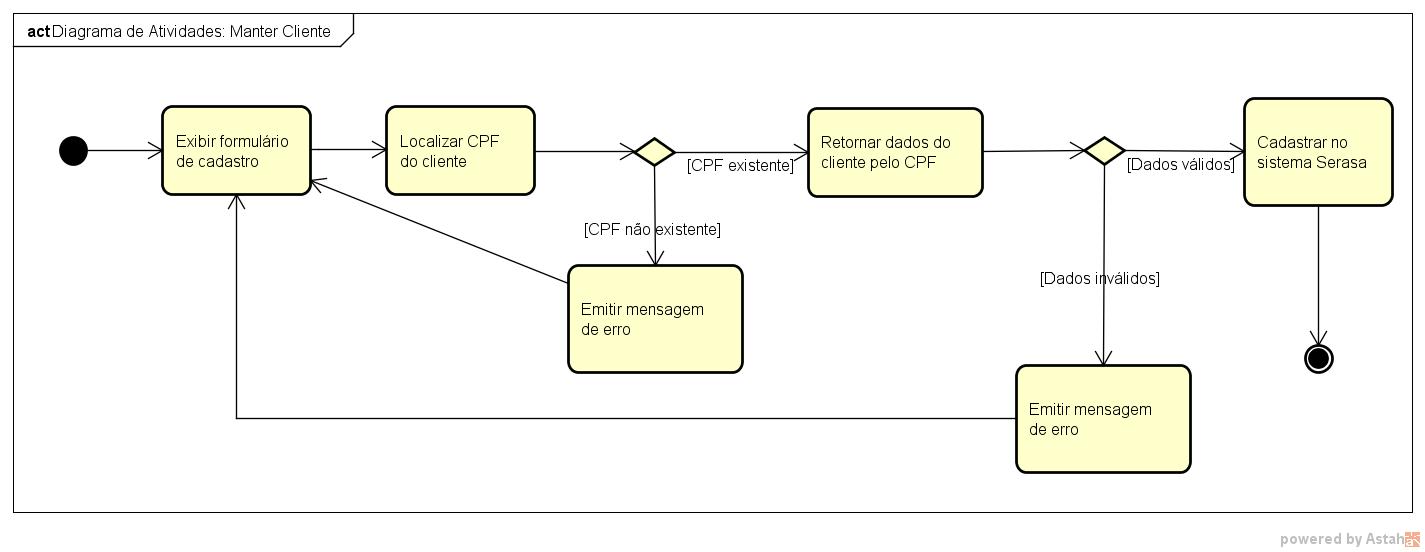 act Diagrama de Atividades: Manter Cliente
Exibir formulário
de cadastro
Localizar CPF
do cliente
[CPF existente]
Retornar dados do
cliente pelo CPF
[Dados válidos]
Cadastrar no
sistema Serasa
[CPF não existente]
Emitir mensagem
de erro
[Dados inválidos]
Emitir mensagem
de erro
powered by Astah